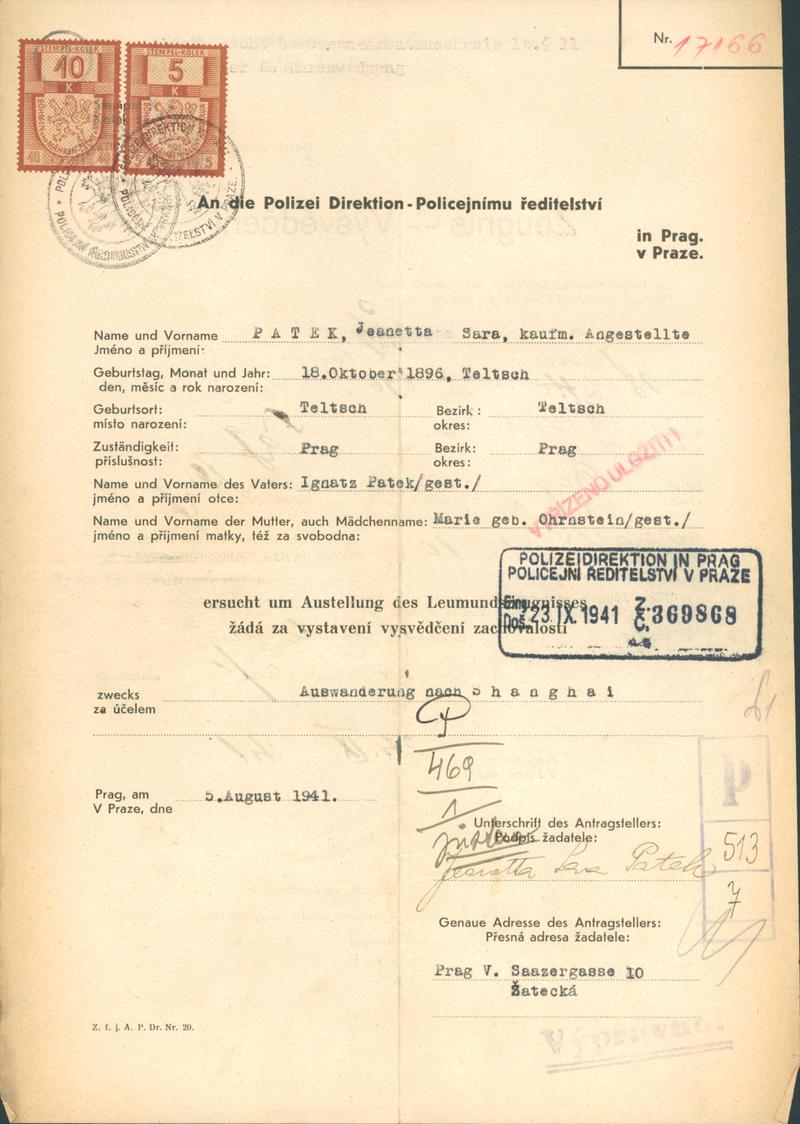 Nr. 17166
STEMPEL-KOLEK
10
K
STEMPEL-KOLEK
5
K
An die Polizei Direktion - Policejnímu ředitelství
in Prag.
v Praze.
Name und Vorname P A T E K, Jeanetta Sara, kaufm. Angestellte
Jméno a příjmení:
Geburtstag, Monat und Jahr: 18.Oktober 1896, Teltsch
den, měsíc a rok narození:
Geburtsort: Teltsch Bezirk: Teltsch
místo narození: okres:
Zuständigkeit: Prag Bezirk: Prag
příslušnost: okres:
Name und Vorname des Vaters: Ignatz Patek/gest./
jméno a příjmení otce:
VYŘÍZENO ULOŽITI!
Name und Vorname der Mutter, auch Mädchenname: Marie geb. Ohrnstein/gest./
jméno a příjmení matky, též za svobodna:
POLIZEIDIREKTION IN PRAG
POLICEJNÍ ŘEDITELSTVÍ V PRAZE
Eing. Doš. 23. IX. 1941 Z. Č. 369868
ersucht um Austellung des Leumundszeugnisses
žádá za vystavení vysvědčení zachovalosti
zwecks Auswanderung nach S h a n g h a i
za účelem
469
1
Prag, am 5.August 1941.
V Praze, dne
Unterschrift des Antragstellers:
Podpis žadatele:
Jeanetta Sara Patek
P
513
7
Genaue Adresse des Antragstellers:
Přesná adresa žadatele:
Prag V. Saazergasse 10
Žatecká
Z. f. j. A. P. Dr. Nr. 20.
Vypraveno!